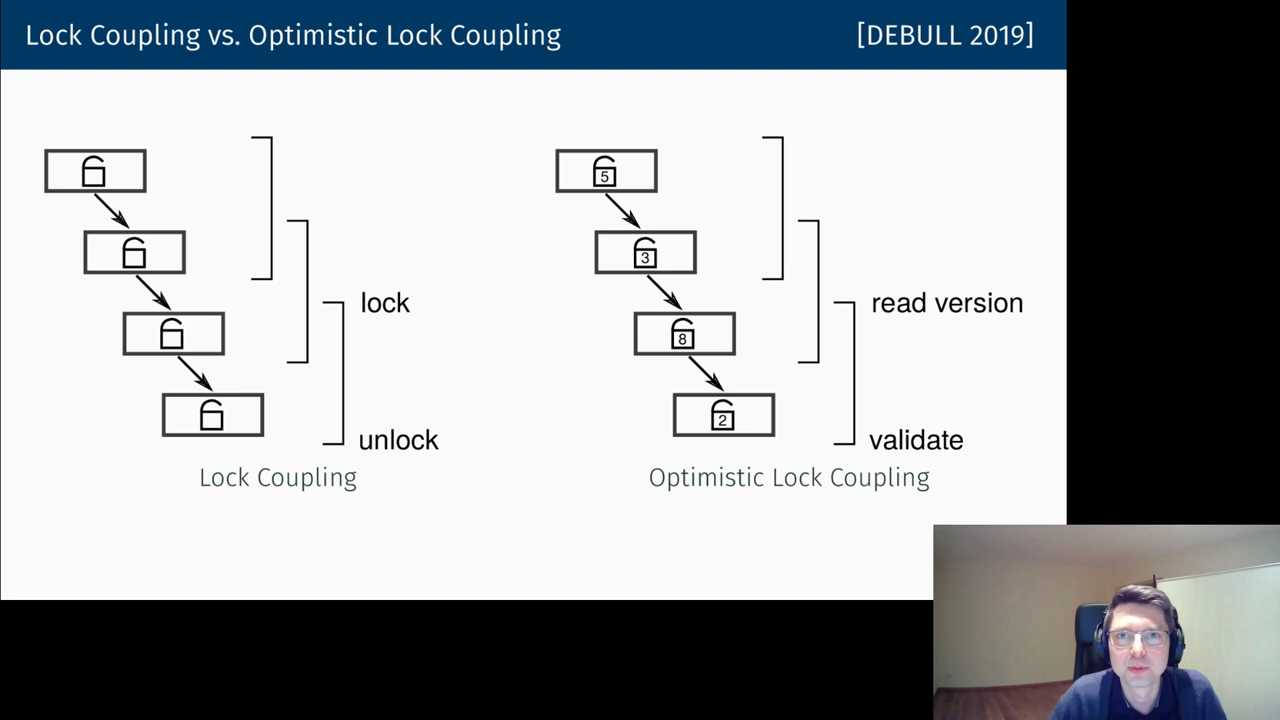 Lock Coupling vs. Optimistic Lock Coupling [DEBULL 2019]
5
3
lock
read version
8
2
unlock
validate
Lock Coupling
Optimistic Lock Coupling